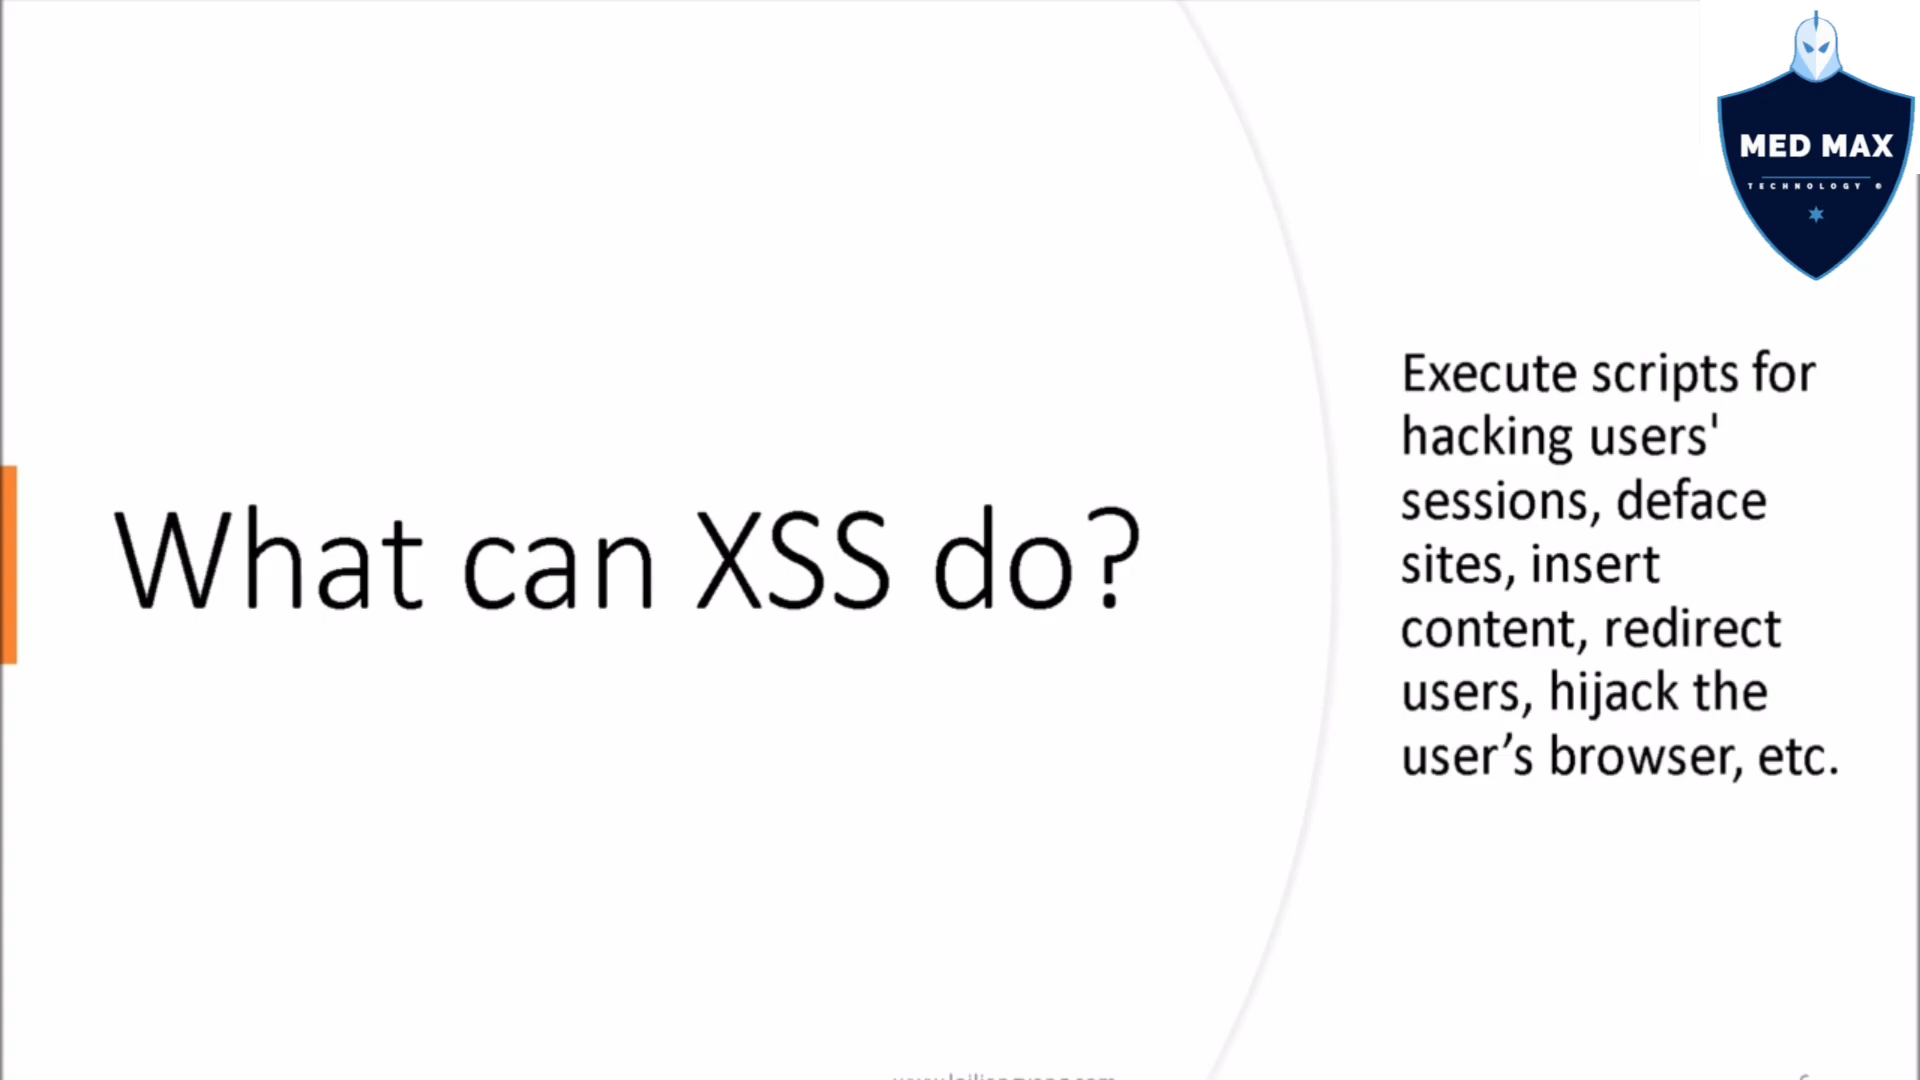 MED MAX
TECHNOLOGY ®
What can XSS do?
Execute scripts for
hacking users'
sessions, deface
sites, insert
content, redirect
users, hijack the
user’s browser, etc.